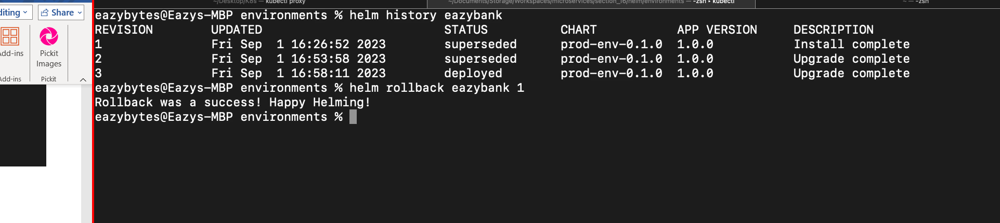 ~/Desktop/K8s — kubectl proxy
~/Documents/Storage/Workspaces/microservices/section_16/helm/environments — -zsh ▸ kubectl
~ — -zsh
diting
Share
Add-ins
Pickit
Images
Add-ins
Pickit
eazybytes@Eazys-MBP environments % helm history eazybank
REVISION UPDATED STATUS CHART APP VERSION DESCRIPTION
1 Fri Sep  1 16:26:52 2023 superseded prod-env-0.1.0 1.0.0 Install complete
2 Fri Sep  1 16:53:58 2023 superseded prod-env-0.1.0 1.0.0 Upgrade complete
3 Fri Sep  1 16:58:11 2023 deployed prod-env-0.1.0 1.0.0 Upgrade complete
eazybytes@Eazys-MBP environments % helm rollback eazybank 1
Rollback was a success! Happy Helming!
eazybytes@Eazys-MBP environments %